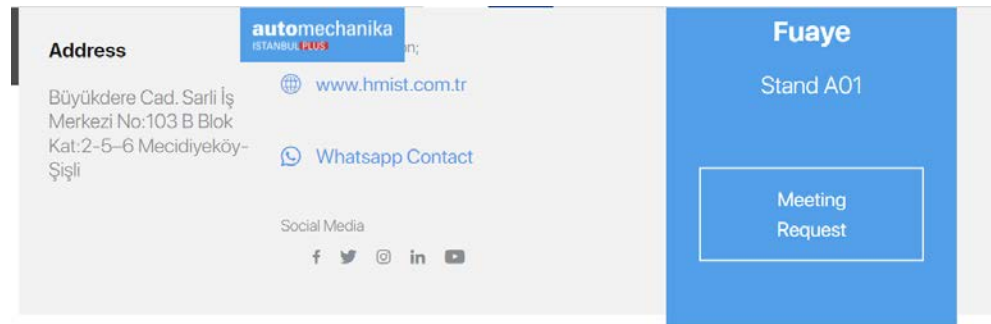 Address
Büyükdere Cad. Sarli İş
Merkezi No:103 B Blok
Kat:2-5–6 Mecidiyeköy-
Şişli
automechanika
ISTANBUL PLUS
n;
www.hmist.com.tr
Whatsapp Contact
Social Media
Fuaye
Stand A01
Meeting
Request